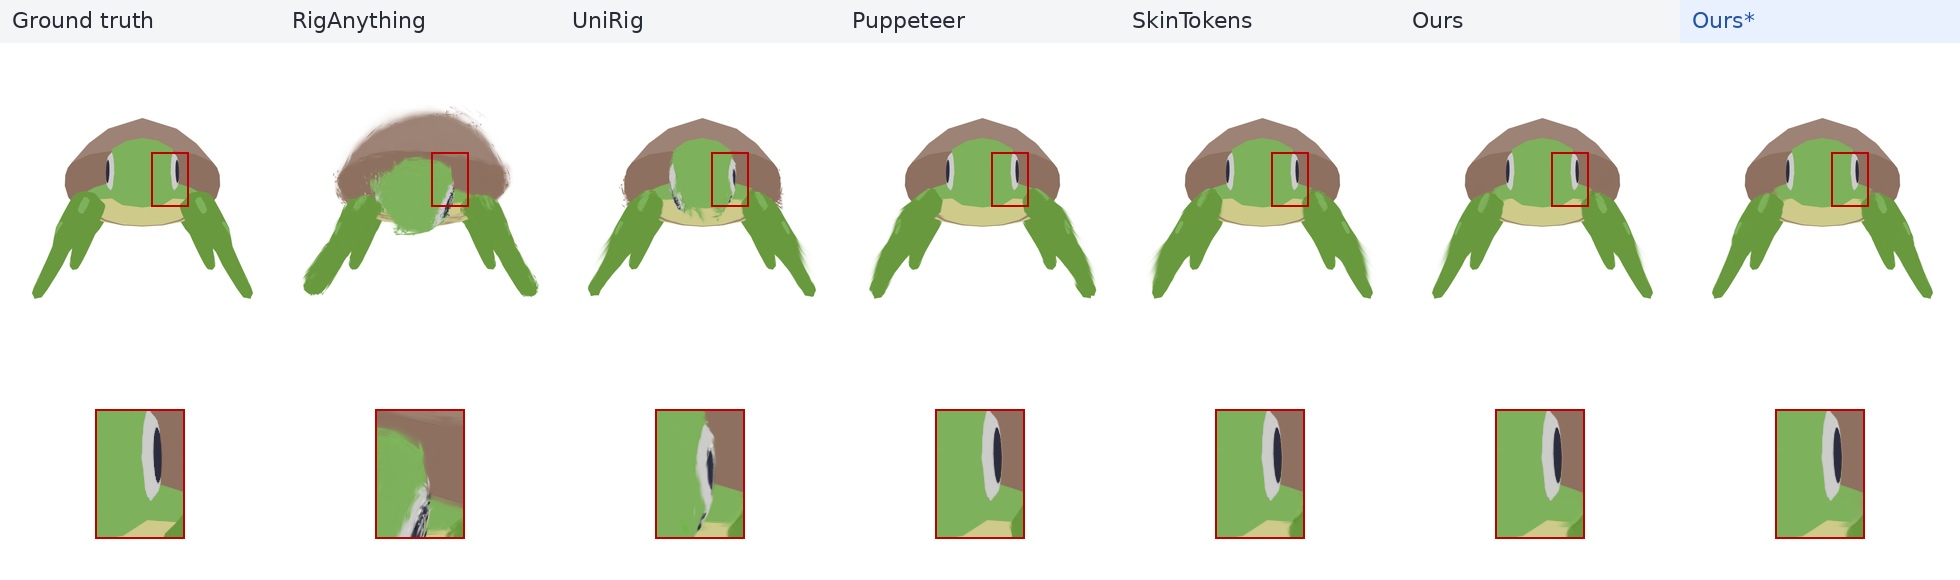 Ground truth
RigAnything
UniRig
Puppeteer
SkinTokens
Ours
Ours*